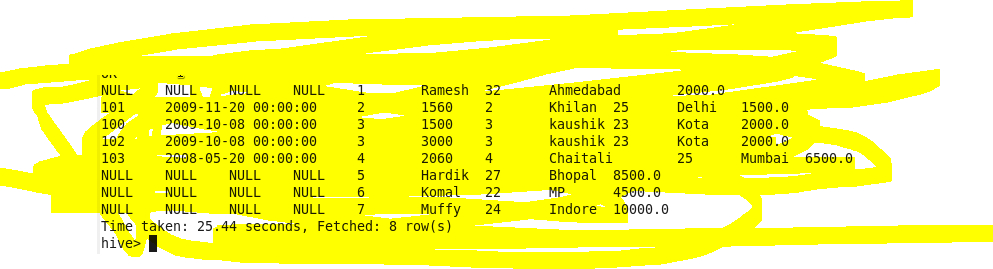 OK
NULL NULL NULL NULL 1 Ramesh 32 Ahmedabad 2000.0
101 2009-11-20 00:00:00 2 1560 2 Khilan 25 Delhi 1500.0
100 2009-10-08 00:00:00 3 1500 3 kaushik 23 Kota 2000.0
102 2009-10-08 00:00:00 3 3000 3 kaushik 23 Kota 2000.0
103 2008-05-20 00:00:00 4 2060 4 Chaitali 25 Mumbai 6500.0
NULL NULL NULL NULL 5 Hardik 27 Bhopal 8500.0
NULL NULL NULL NULL 6 Komal 22 MP 4500.0
NULL NULL NULL NULL 7 Muffy 24 Indore 10000.0
Time taken: 25.44 seconds, Fetched: 8 row(s)
hive>